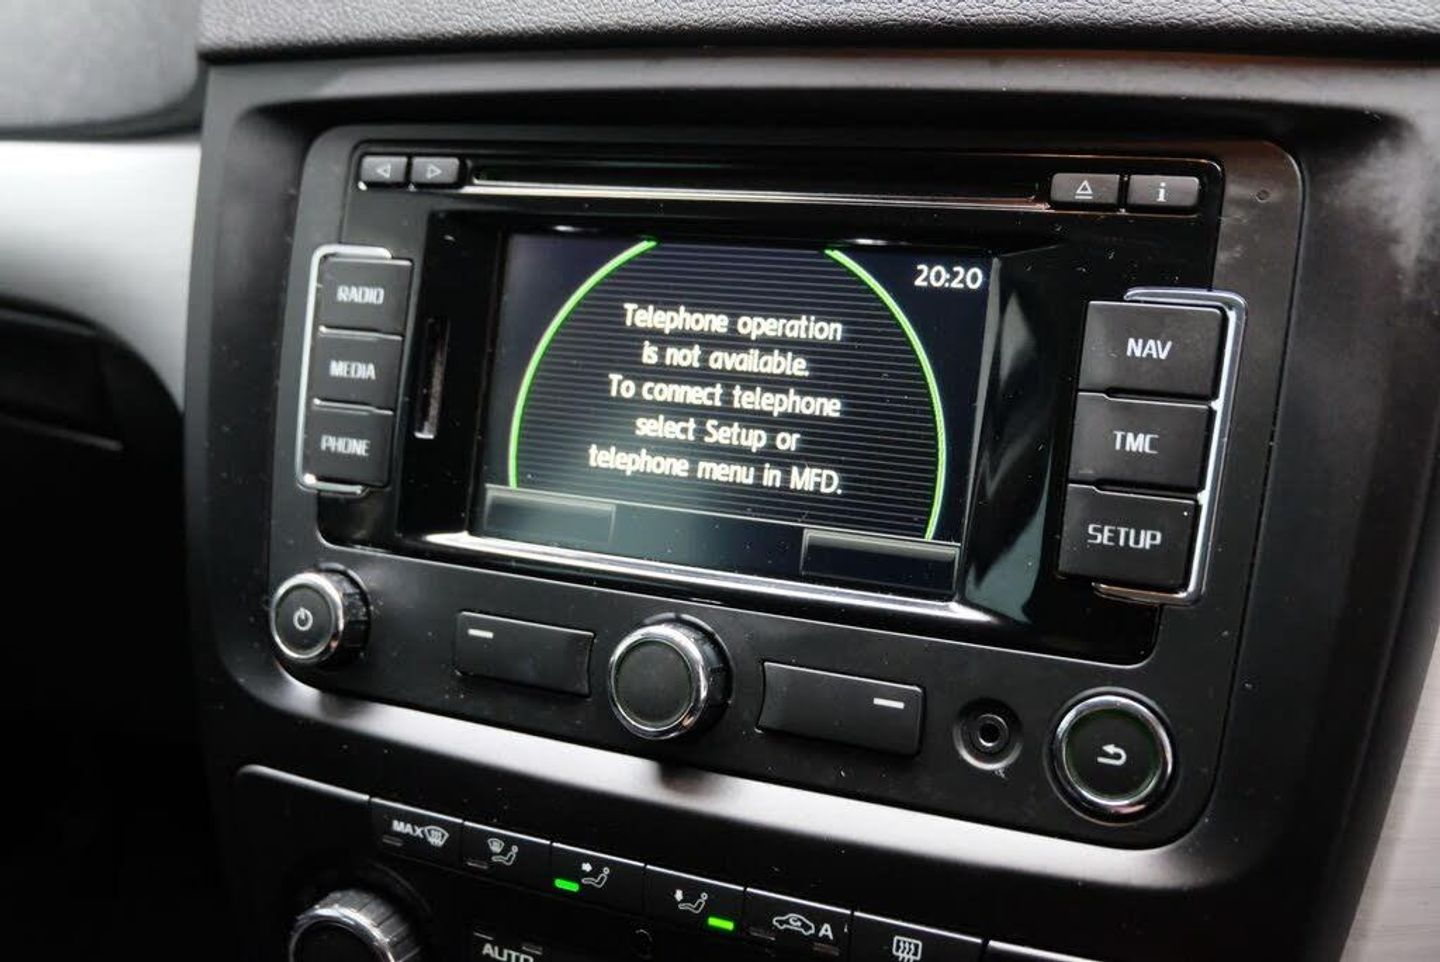 20:20
RADIO
Telephone operation
is not available.
NAV
MEDIA
To connect telephone
select Setup or
TMC
PHONE
telephone menu in MFD.
SETUP
MAX
A
AUTO